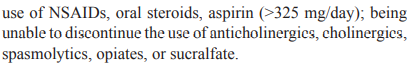 use of NSAIDs, oral steroids, aspirin (>325 mg/day); being
unable to discontinue the use of anticholinergics, cholinergics,
spasmolytics, opiates, or sucralfate.